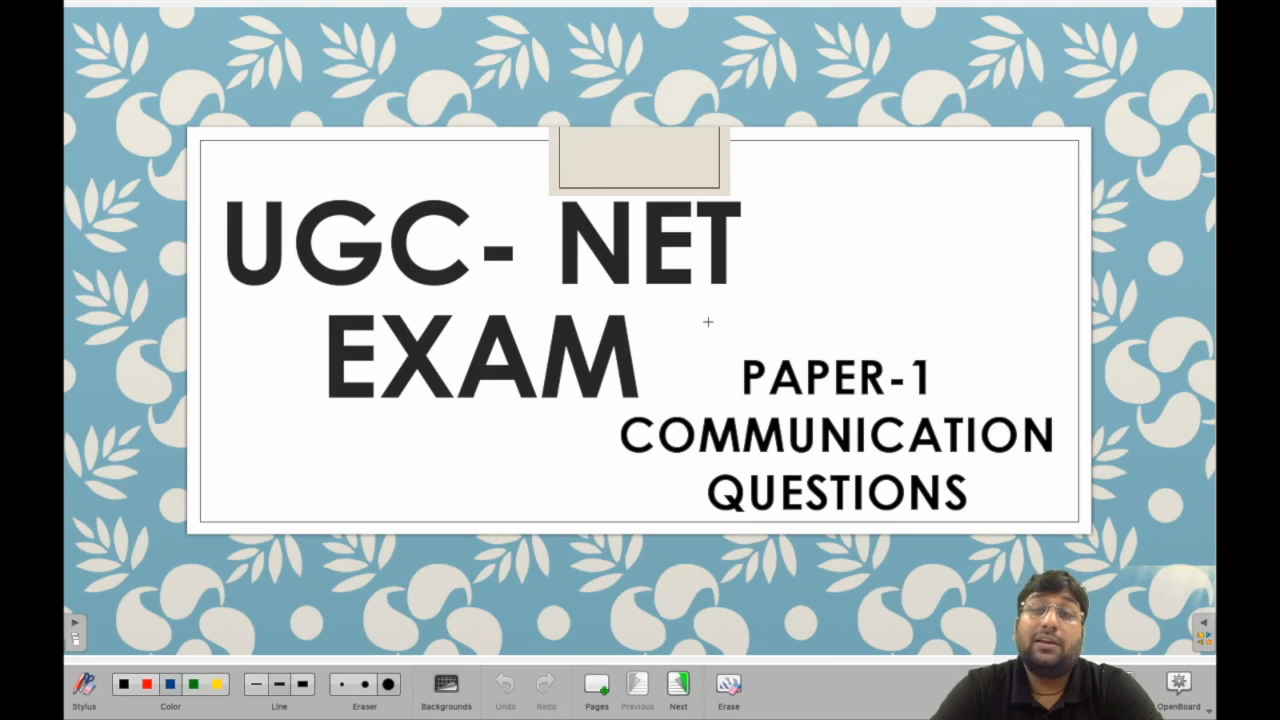 UGC- NET
EXAM
PAPER-1
COMMUNICATION
QUESTIONS
Stylus
Color
Line
Eraser
Backgrounds
Undo
Redo
Pages
Previous
Next
Erase
OpenBoard